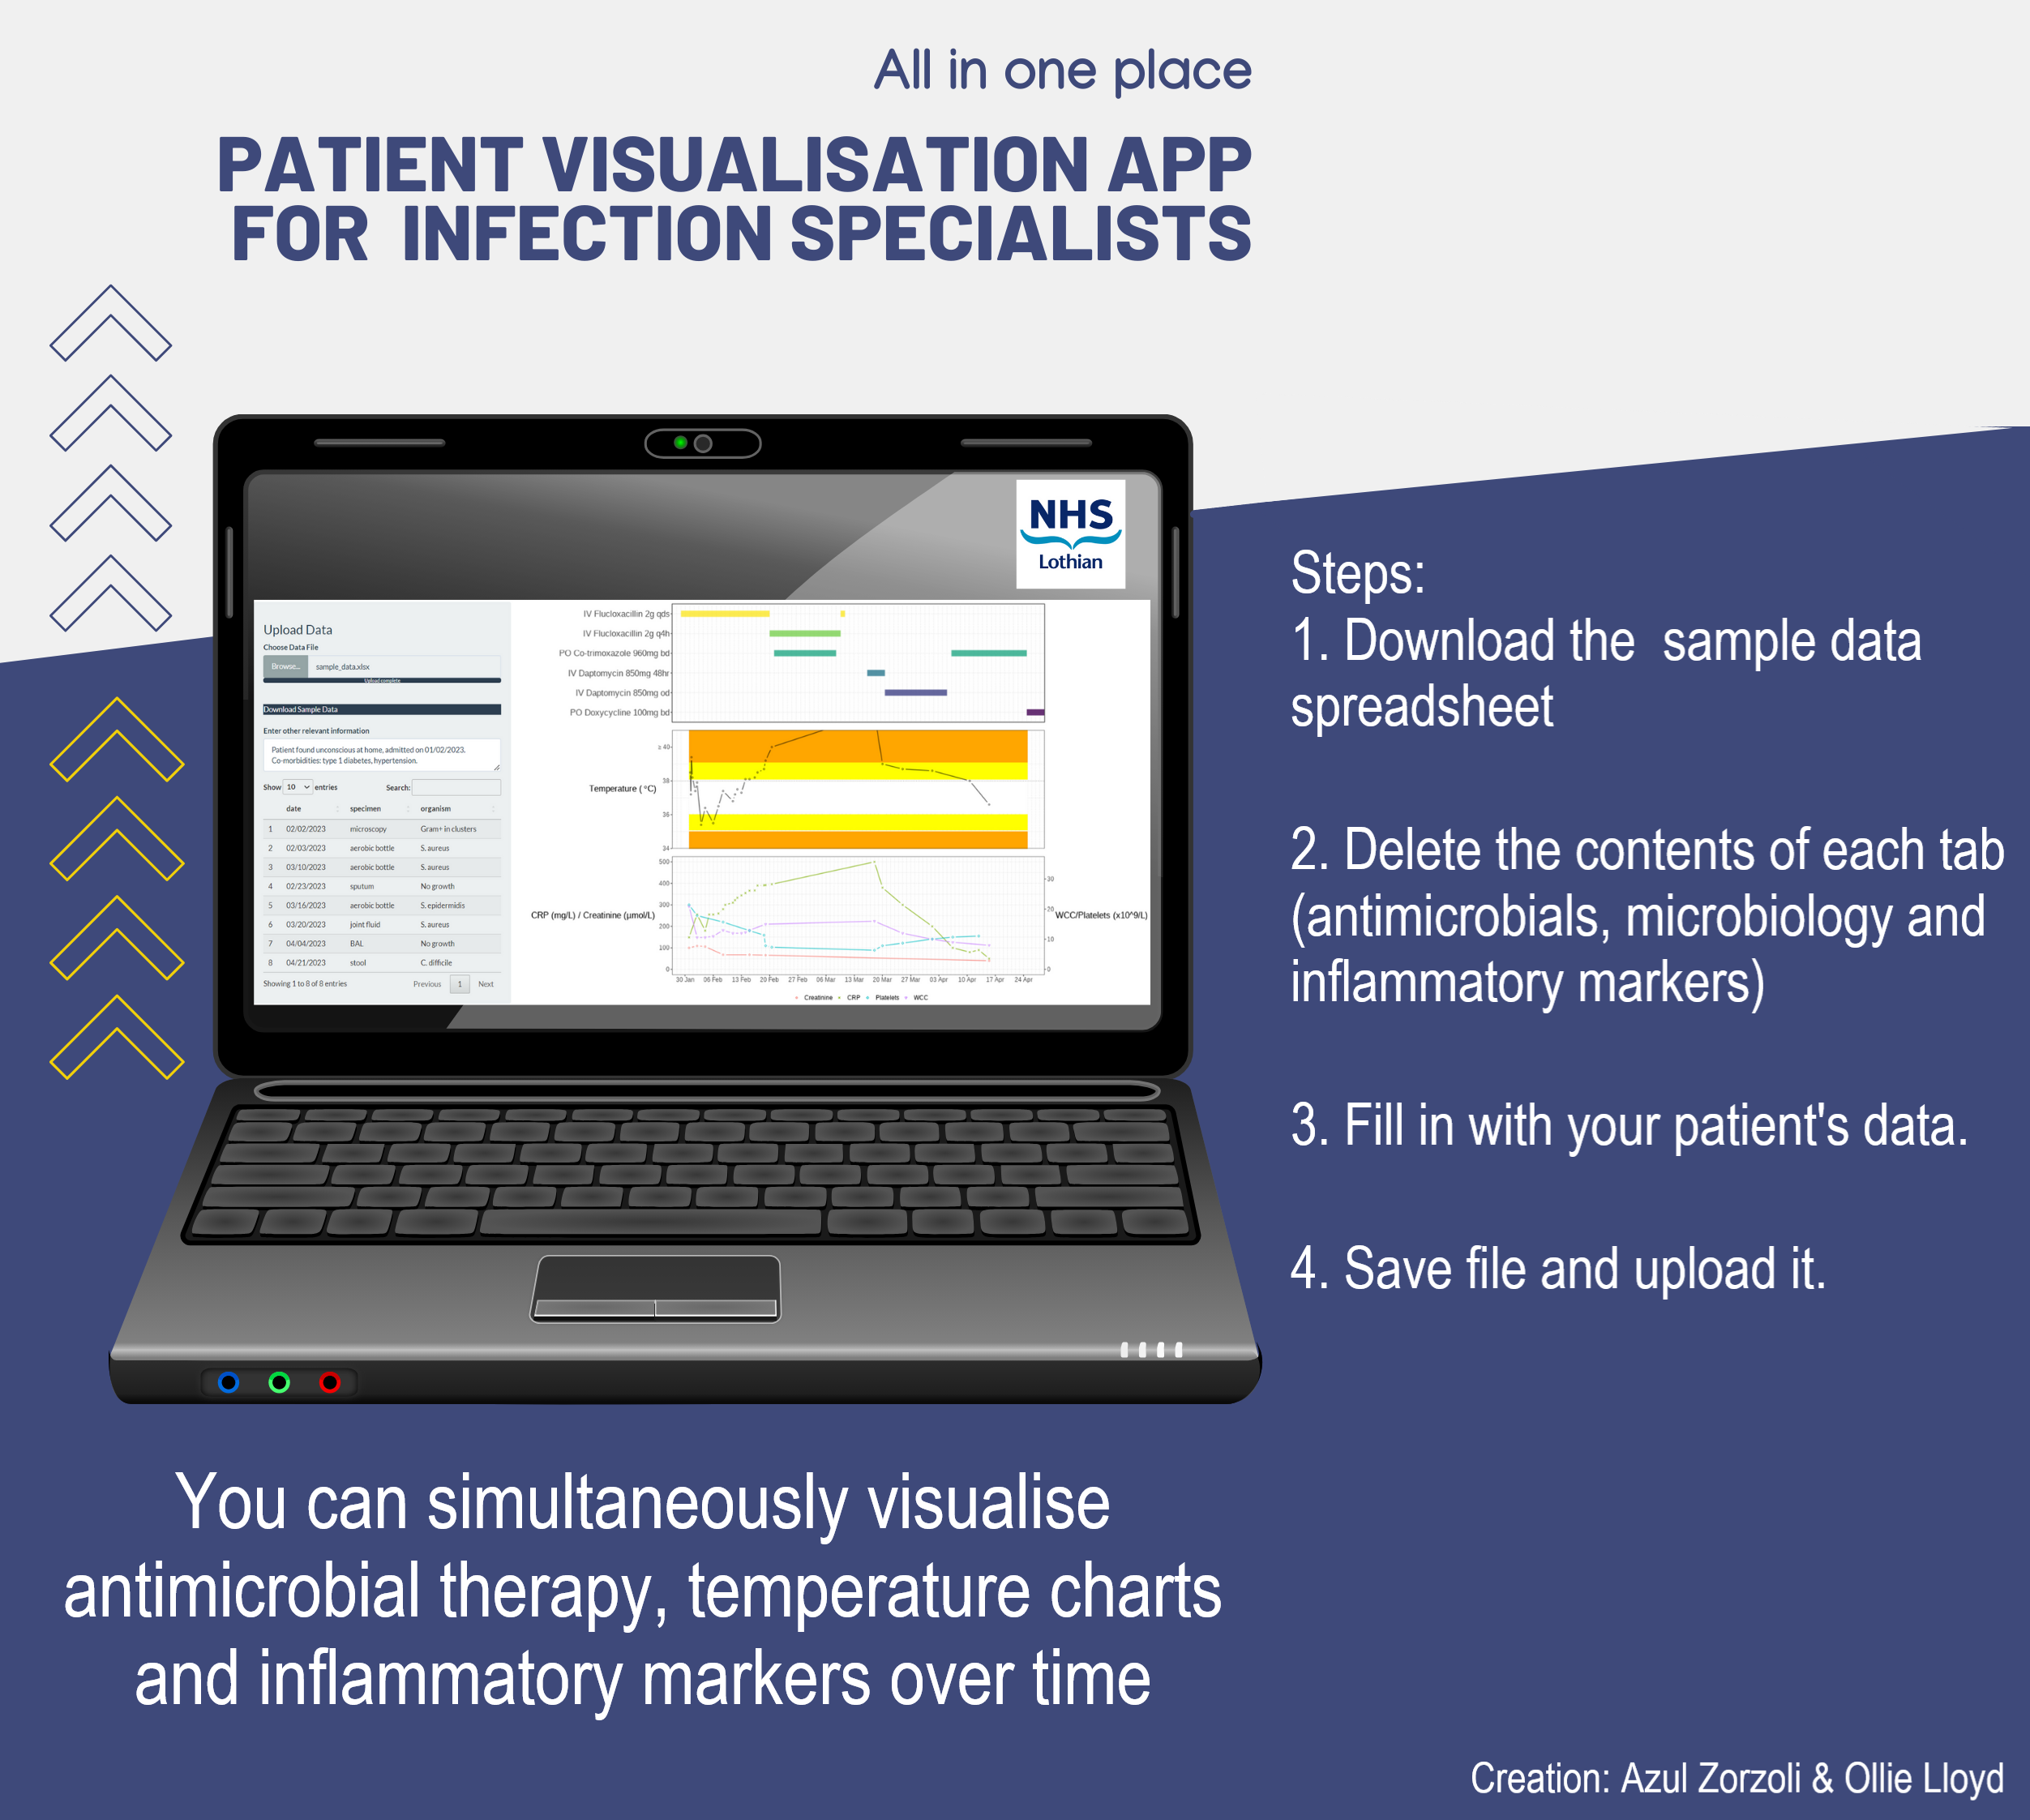 All in one place
PATIENT VISUALISATION APP
FOR INFECTION SPECIALISTS
NHS
Lothian
Upload Data
Choose Data File
Browse... sample_data.xlsx
Upload complete
Download Sample Data
Enter other relevant information
Patient found unconscious at home, admitted on 01/02/2023.
Co-morbidities: type 1 diabetes, hypertension.
Show 10 entries Search:
date specimen organism
1 02/02/2023 microscopy Gram+ in clusters
2 02/03/2023 aerobic bottle S. aureus
3 03/10/2023 aerobic bottle S. aureus
4 02/23/2023 sputum No growth
5 03/16/2023 aerobic bottle S. epidermidis
6 03/20/2023 joint fluid S. aureus
7 04/04/2023 BAL No growth
8 04/21/2023 stool C. difficile
Showing 1 to 8 of 8 entries Previous 1 Next
IV Flucloxacillin 2g qds
IV Flucloxacillin 2g q4h
PO Co-trimoxazole 960mg bd
IV Daptomycin 850mg 48hr
IV Daptomycin 850mg od
PO Doxycycline 100mg bd
Temperature ( °C)
≥ 40
38
36
34
CRP (mg/L) / Creatinine (µmol/L)
500
400
300
200
100
0
30
20
10
0
WCC/Platelets (x10^9/L)
30 Jan 06 Feb 13 Feb 20 Feb 27 Feb 06 Mar 13 Mar 20 Mar 27 Mar 03 Apr 10 Apr 17 Apr 24 Apr
Creatinine CRP Platelets WCC
Steps:
1. Download the sample data
spreadsheet
2. Delete the contents of each tab
(antimicrobials, microbiology and
inflammatory markers)
3. Fill in with your patient's data.
4. Save file and upload it.
You can simultaneously visualise
antimicrobial therapy, temperature charts
and inflammatory markers over time
Creation: Azul Zorzoli & Ollie Lloyd